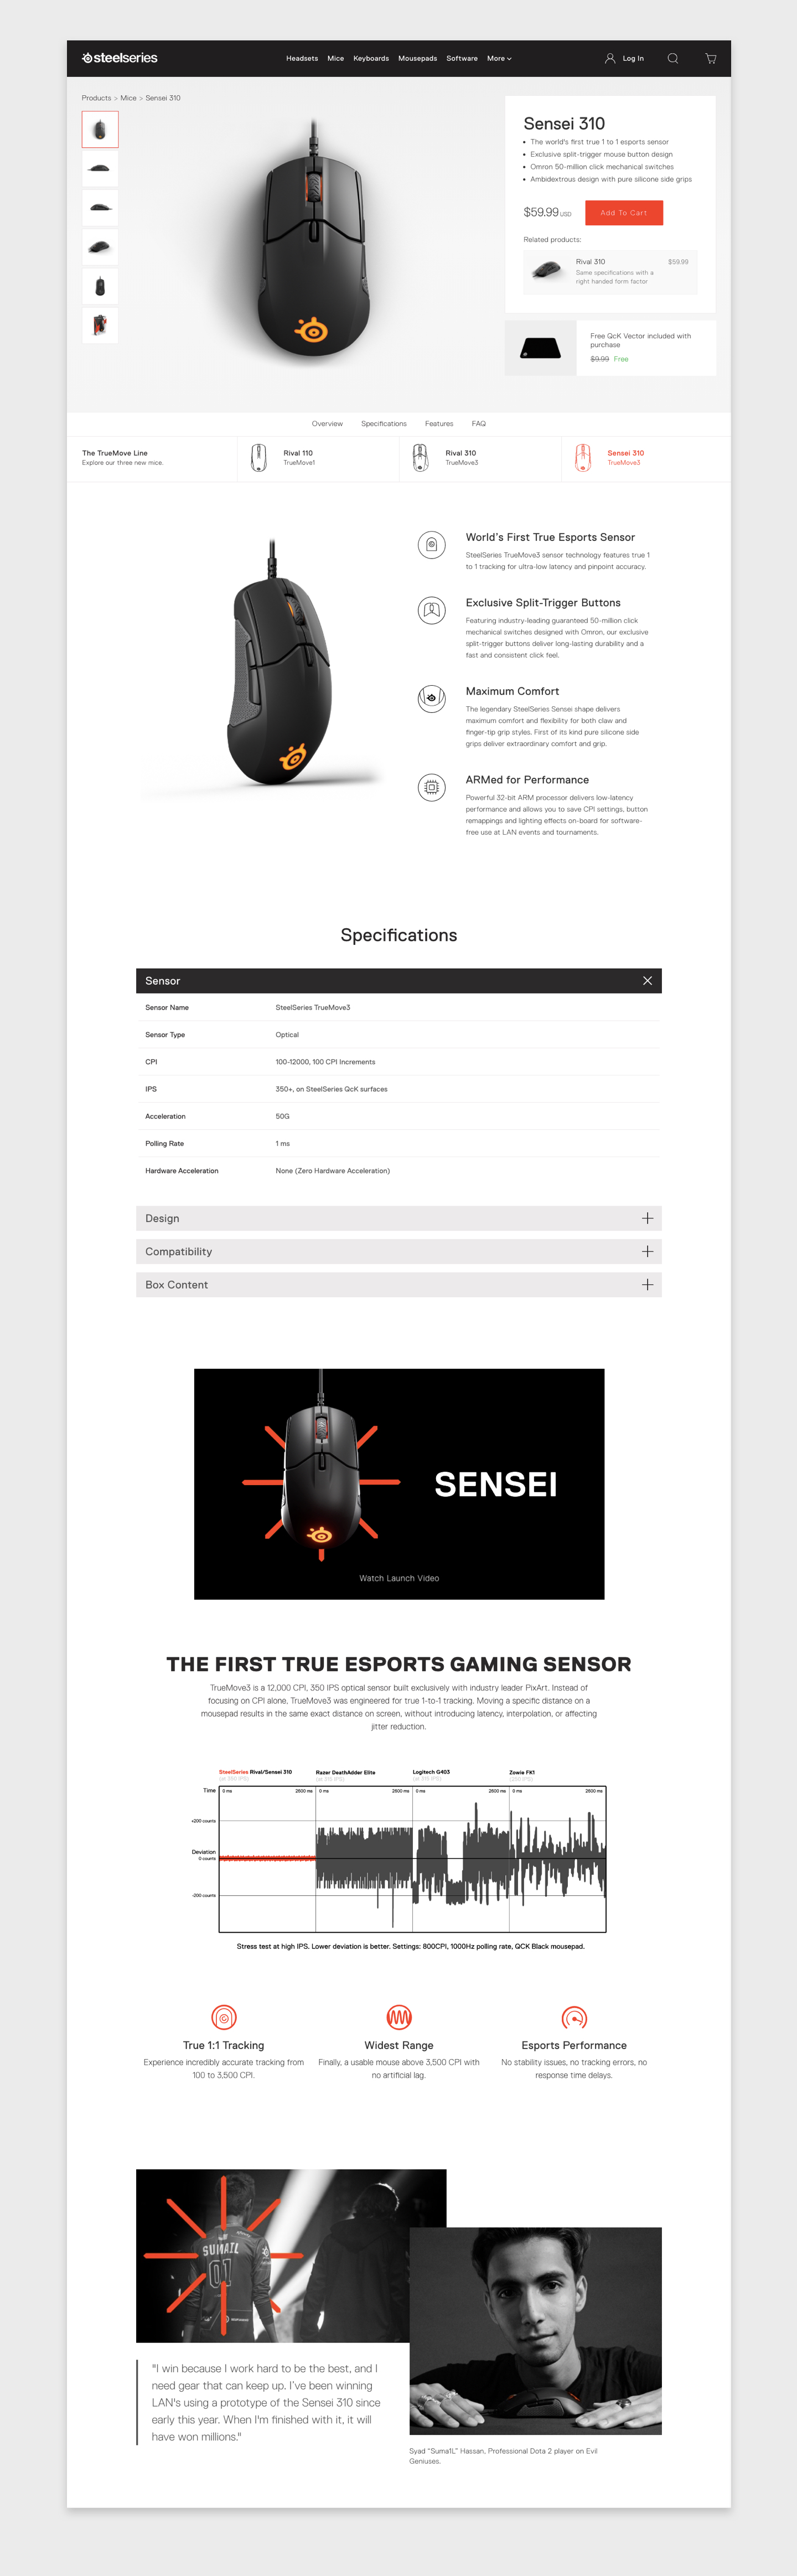 steelseries
Headsets Mice Keyboards Mousepads Software More
Log In
Products > Mice > Sensei 310
Sensei 310
The world's first true 1 to 1 esports sensor
Exclusive split-trigger mouse button design
Omron 50-million click mechanical switches
Ambidextrous design with pure silicone side grips
$59.99 USD
Add To Cart
Related products:
Rival 310 $59.99
Same specifications with a
right handed form factor
Free QcK Vector included with
purchase
$9.99 Free
Overview Specifications Features FAQ
The TrueMove Line
Explore our three new mice.
Rival 110
TrueMove1
Rival 310
TrueMove3
Sensei 310
TrueMove3
World's First True Esports Sensor
SteelSeries TrueMove3 sensor technology features true 1
to 1 tracking for ultra-low latency and pinpoint accuracy.
Exclusive Split-Trigger Buttons
Featuring industry-leading guaranteed 50-million click
mechanical switches designed with Omron, our exclusive
split-trigger buttons deliver long-lasting durability and a
fast and consistent click feel.
Maximum Comfort
The legendary SteelSeries Sensei shape delivers
maximum comfort and flexibility for both claw and
finger-tip grip styles. First of its kind pure silicone side
grips deliver extraordinary comfort and grip.
ARMed for Performance
Powerful 32-bit ARM processor delivers low-latency
performance and allows you to save CPI settings, button
remappings and lighting effects on-board for software-
free use at LAN events and tournaments.
Specifications
Sensor
Sensor Name SteelSeries TrueMove3
Sensor Type Optical
CPI 100-12000, 100 CPI Increments
IPS 350+, on SteelSeries QcK surfaces
Acceleration 50G
Polling Rate 1 ms
Hardware Acceleration None (Zero Hardware Acceleration)
Design
Compatibility
Box Content
SENSEI
Watch Launch Video
THE FIRST TRUE ESPORTS GAMING SENSOR
TrueMove3 is a 12,000 CPI, 350 IPS optical sensor built exclusively with industry leader PixArt. Instead of
focusing on CPI alone, TrueMove3 was engineered for true 1-to-1 tracking. Moving a specific distance on a
mousepad results in the same exact distance on screen, without introducing latency, interpolation, or affecting
jitter reduction.
SteelSeries Rival/Sensei 310 Razer DeathAdder Elite Logitech G403 Zowie FK1
Time 0 ms 2600 ms 0 ms 2600 ms 0 ms 2600 ms 0 ms 2600 ms
+200 counts
Deviation
0 counts
-200 counts
Stress test at high IPS. Lower deviation is better. Settings: 800CPI, 1000Hz polling rate, QCK Black mousepad.
True 1:1 Tracking
Experience incredibly accurate tracking from
100 to 3,500 CPI.
Widest Range
Finally, a usable mouse above 3,500 CPI with
no artificial lag.
Esports Performance
No stability issues, no tracking errors, no
response time delays.
SUMAIL
01
"I win because I work hard to be the best, and I
need gear that can keep up. I've been winning
LAN's using a prototype of the Sensei 310 since
early this year. When I'm finished with it, it will
have won millions."
Syad "Suma1L" Hassan, Professional Dota 2 player on Evil
Geniuses.